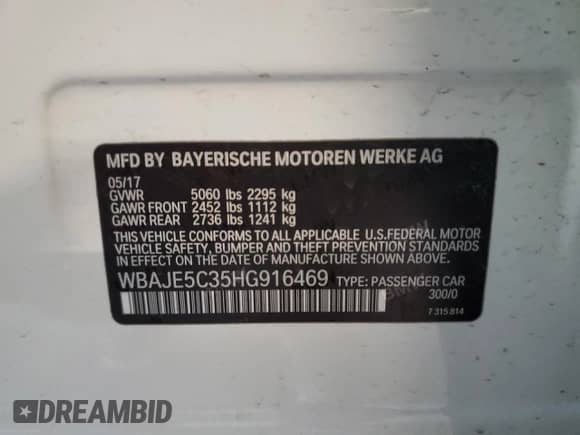 MFD BY BAYERISCHE MOTOREN WERKE AG
05/17
GVWR 5060 lbs 2295 kg
GAWR FRONT 2452 lbs 1112 kg
GAWR REAR 2736 lbs 1241 kg
THIS VEHICLE CONFORMS TO ALL APPLICABLE U.S.FEDERAL MOTOR
VEHICLE SAFETY, BUMPER AND THEFT PREVENTION STANDARDS
IN EFFECT ON THE DATE OF MANUFACTURE SHOWN ABOVE.
WBAJE5C35HG916469 TYPE: PASSENGER CAR
300/0
7 315 814
DREAMBID